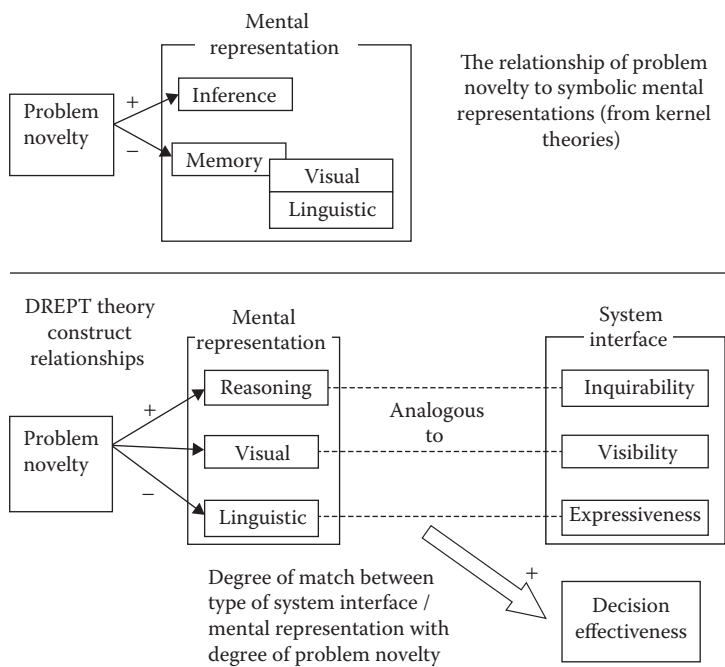 Mental
representation
The relationship of problem
novelty to symbolic mental
representations (from kernel
theories)
Problem
novelty
+
−
Inference
Memory
Visual
Linguistic
DREPT theory
construct
relationships
Mental
representation
System
interface
Problem
novelty
+
−
Reasoning
Visual
Linguistic
Analogous
to
Inquirability
Visibility
Expressiveness
Degree of match between
type of system interface /
mental representation with
degree of problem novelty
+
Decision
effectiveness